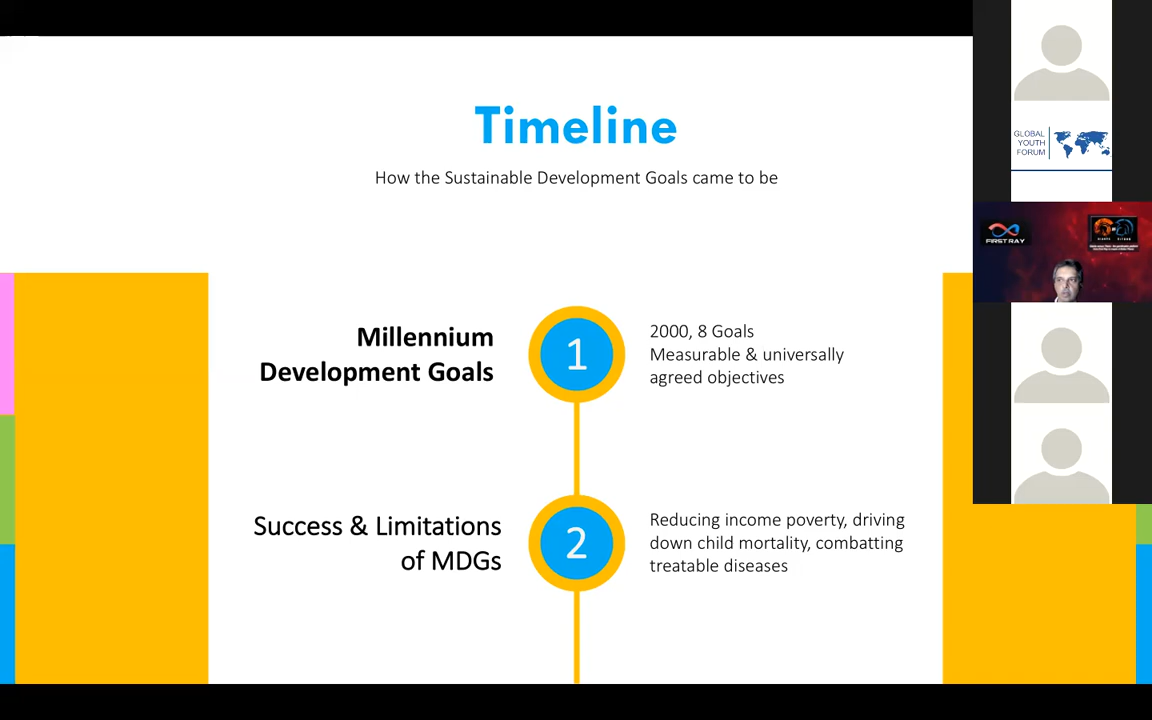 Timeline
How the Sustainable Development Goals came to be
Millennium
Development Goals
1
2000, 8 Goals
Measurable & universally
agreed objectives
Success & Limitations
of MDGs
2
Reducing income poverty, driving
down child mortality, combatting
treatable diseases
GLOBAL
YOUTH
FORUM
FIRST RAY